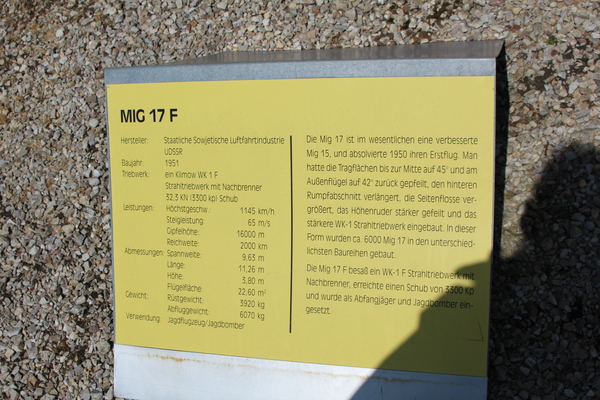 MIG 17 F
Hersteller: Staatliche Sowjetische Luftfahrtindustrie
UDSSR
Baujahr: 1951
Triebwerk: ein Klimow WK 1 F
Strahltriebwerk mit Nachbrenner
32,3 KN (3300 kp) Schub
Leistungen: Höchstgeschw.: 1145 km/h
Steigleistung: 65 m/s
Gipfelhöhe: 16000 m
Reichweite: 2000 km
Abmessungen: Spannweite: 9,63 m
Länge: 11,26 m
Höhe: 3,80 m
Flügelfläche: 22,60 m²
Gewicht: Rüstgewicht: 3920 kg
Abfluggewicht: 6070 kg
Verwendung: Jagdflugzeug/Jagdbomber
Die Mig 17 ist im wesentlichen eine verbesserte
Mig 15, und absolvierte 1950 ihren Erstflug. Man
hatte die Tragflächen bis zur Mitte auf 45° und am
Außenflügel auf 42° zurück gepfeilt, den hinteren
Rumpfabschnitt verlängert, die Seitenflosse ver-
größert, das Höhenruder stärker gefeilt und das
stärkere WK-1 Strahltriebwerk eingebaut. In dieser
Form wurden ca. 6000 Mig 17 in den unterschied-
lichsten Baureihen gebaut.
Die Mig 17 F besaß ein WK-1 F Strahltriebwerk mit
Nachbrenner, erreichte einen Schub von 3300 Kp
und wurde als Abfangjäger und Jagdbomber ein-
gesetzt.